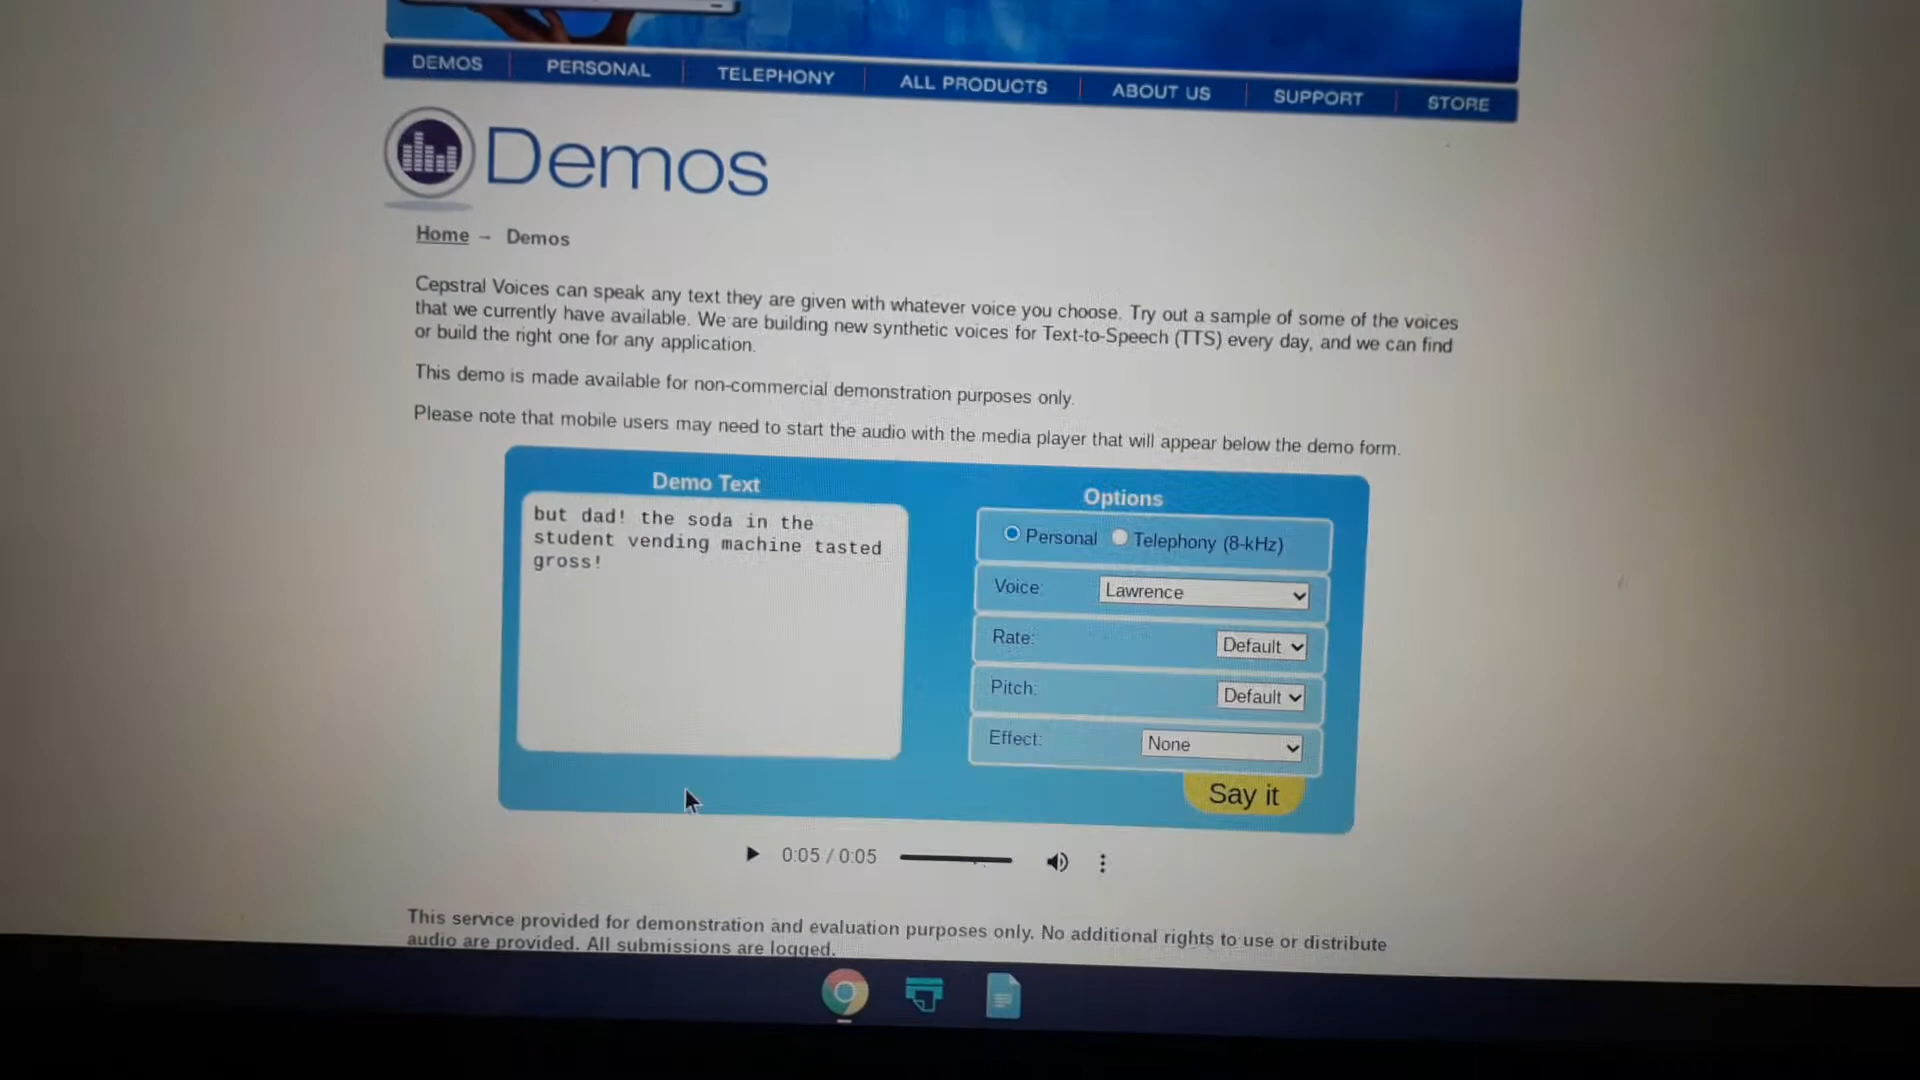 DEMOS PERSONAL TELEPHONY ALL PRODUCTS ABOUT US SUPPORT STORE
Demos
Home → Demos
Cepstral Voices can speak any text they are given with whatever voice you choose. Try out a sample of some of the voices
that we currently have available. We are building new synthetic voices for Text-to-Speech (TTS) every day, and we can find
or build the right one for any application.
This demo is made available for non-commercial demonstration purposes only.
Please note that mobile users may need to start the audio with the media player that will appear below the demo form.
Demo Text
but dad! the soda in the
student vending machine tasted
gross!
Options
Personal Telephony (8-kHz)
Voice: Lawrence
Rate: Default
Pitch: Default
Effect: None
Say it
0:05 / 0:05
This service provided for demonstration and evaluation purposes only. No additional rights to use or distribute
audio are provided. All submissions are logged.